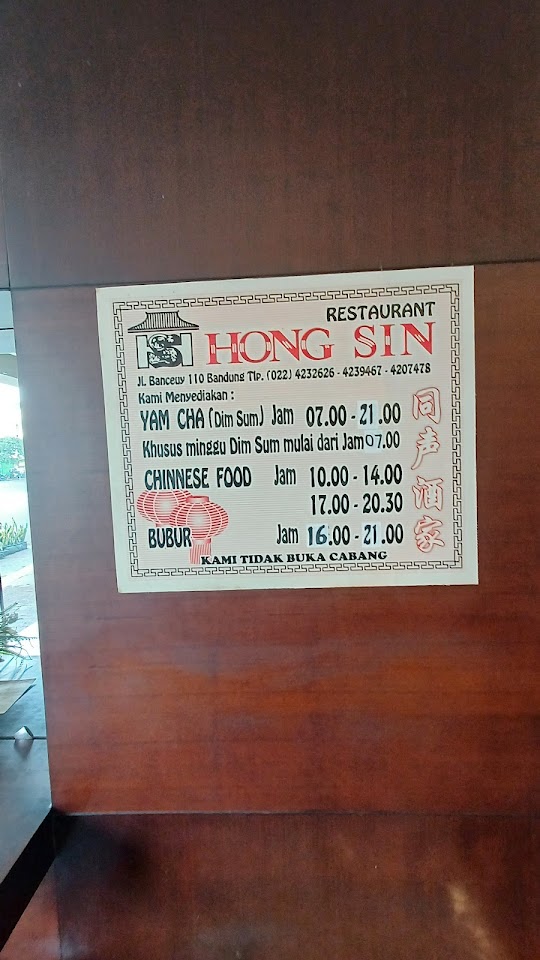 RESTAURANT
HONG SIN
Jl. Banceuy 110 Bandung Tlp. (022) 4232626 - 4239467 - 4207478
Kami Menyediakan :
YAM CHA (Dim Sum) Jam 07.00 - 21.00
Khusus minggu Dim Sum mulai dari Jam 07.00
CHINNESE FOOD Jam 10.00 - 14.00
17.00 - 20.30
BUBUR Jam 16.00 - 21.00
KAMI TIDAK BUKA CABANG
同声酒家